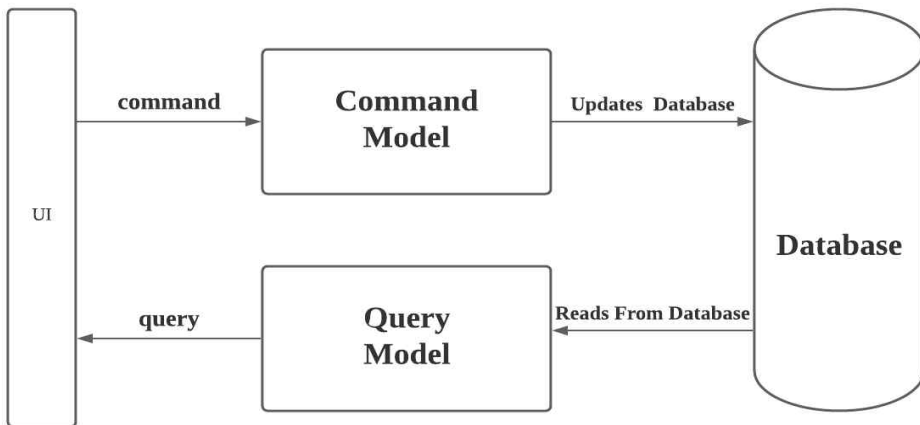 command
Command
Model
Updates Database
UI
Database
query
Query
Model
Reads From Database